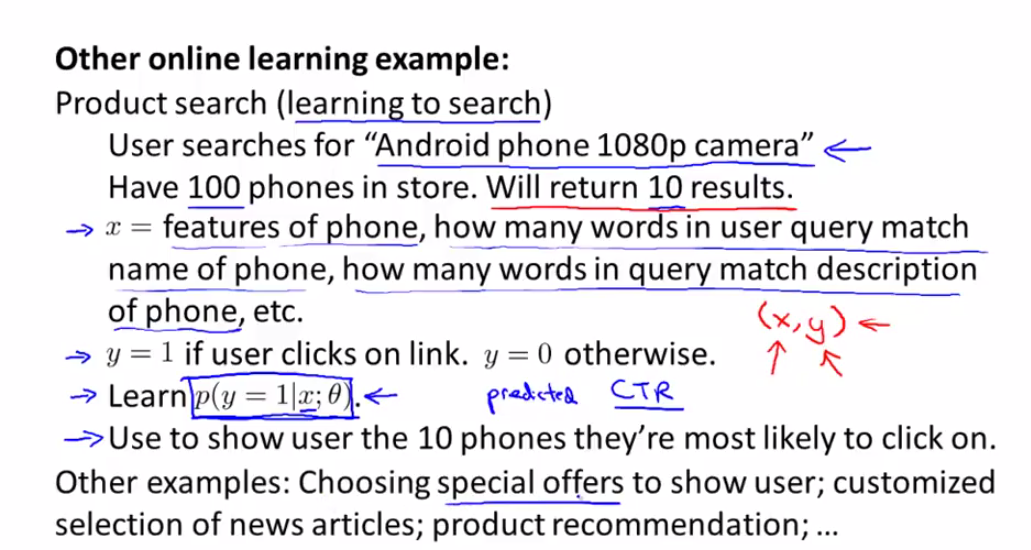 Other online learning example:
Product search (learning to search)
User searches for “Android phone 1080p camera” ←
Have 100 phones in store. Will return 10 results.
→ x = features of phone, how many words in user query match
name of phone, how many words in query match description
of phone, etc.
(x, y) ←
→ y = 1 if user clicks on link. y = 0 otherwise.
→ Learn p(y = 1|x; θ). ← predicted CTR
→ Use to show user the 10 phones they’re most likely to click on.
Other examples: Choosing special offers to show user; customized
selection of news articles; product recommendation; ...